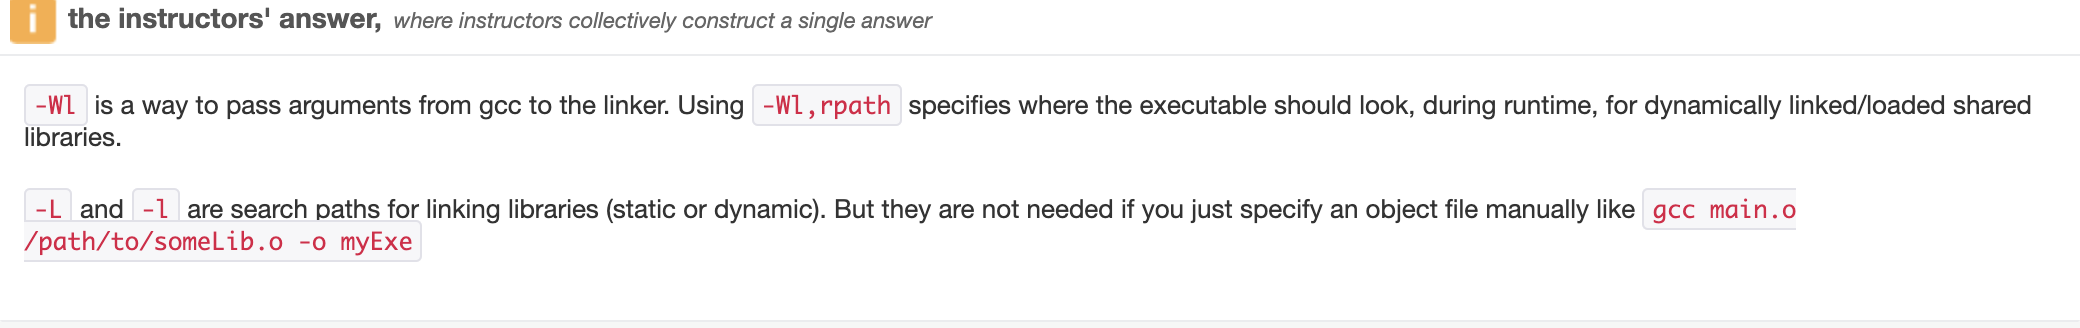 i the instructors' answer, where instructors collectively construct a single answer
-Wl is a way to pass arguments from gcc to the linker. Using -Wl,rpath specifies where the executable should look, during runtime, for dynamically linked/loaded shared
libraries.
-L and -l are search paths for linking libraries (static or dynamic). But they are not needed if you just specify an object file manually like gcc main.o
/path/to/someLib.o -o myExe